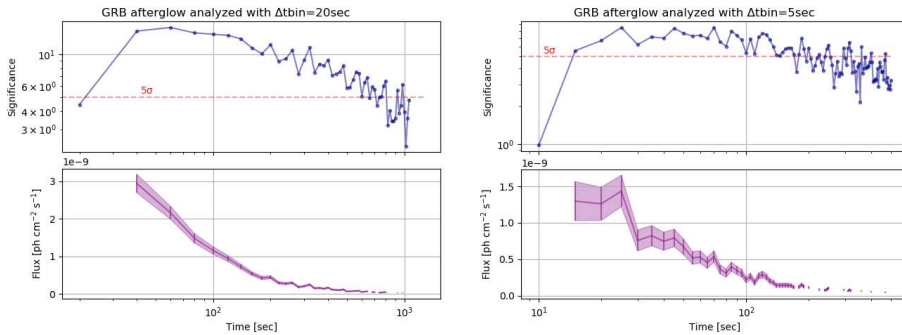 GRB afterglow analyzed with Δtbin=20sec
Significance
10¹
6 × 10⁰
4 × 10⁰
3 × 10⁰
5σ
1e−9
Flux [ph cm⁻² s⁻¹]
3
2
1
0
10²
10³
Time [sec]
GRB afterglow analyzed with Δtbin=5sec
Significance
10⁰
5σ
1e−9
Flux [ph cm⁻² s⁻¹]
1.5
1.0
0.5
0.0
10¹
10²
Time [sec]